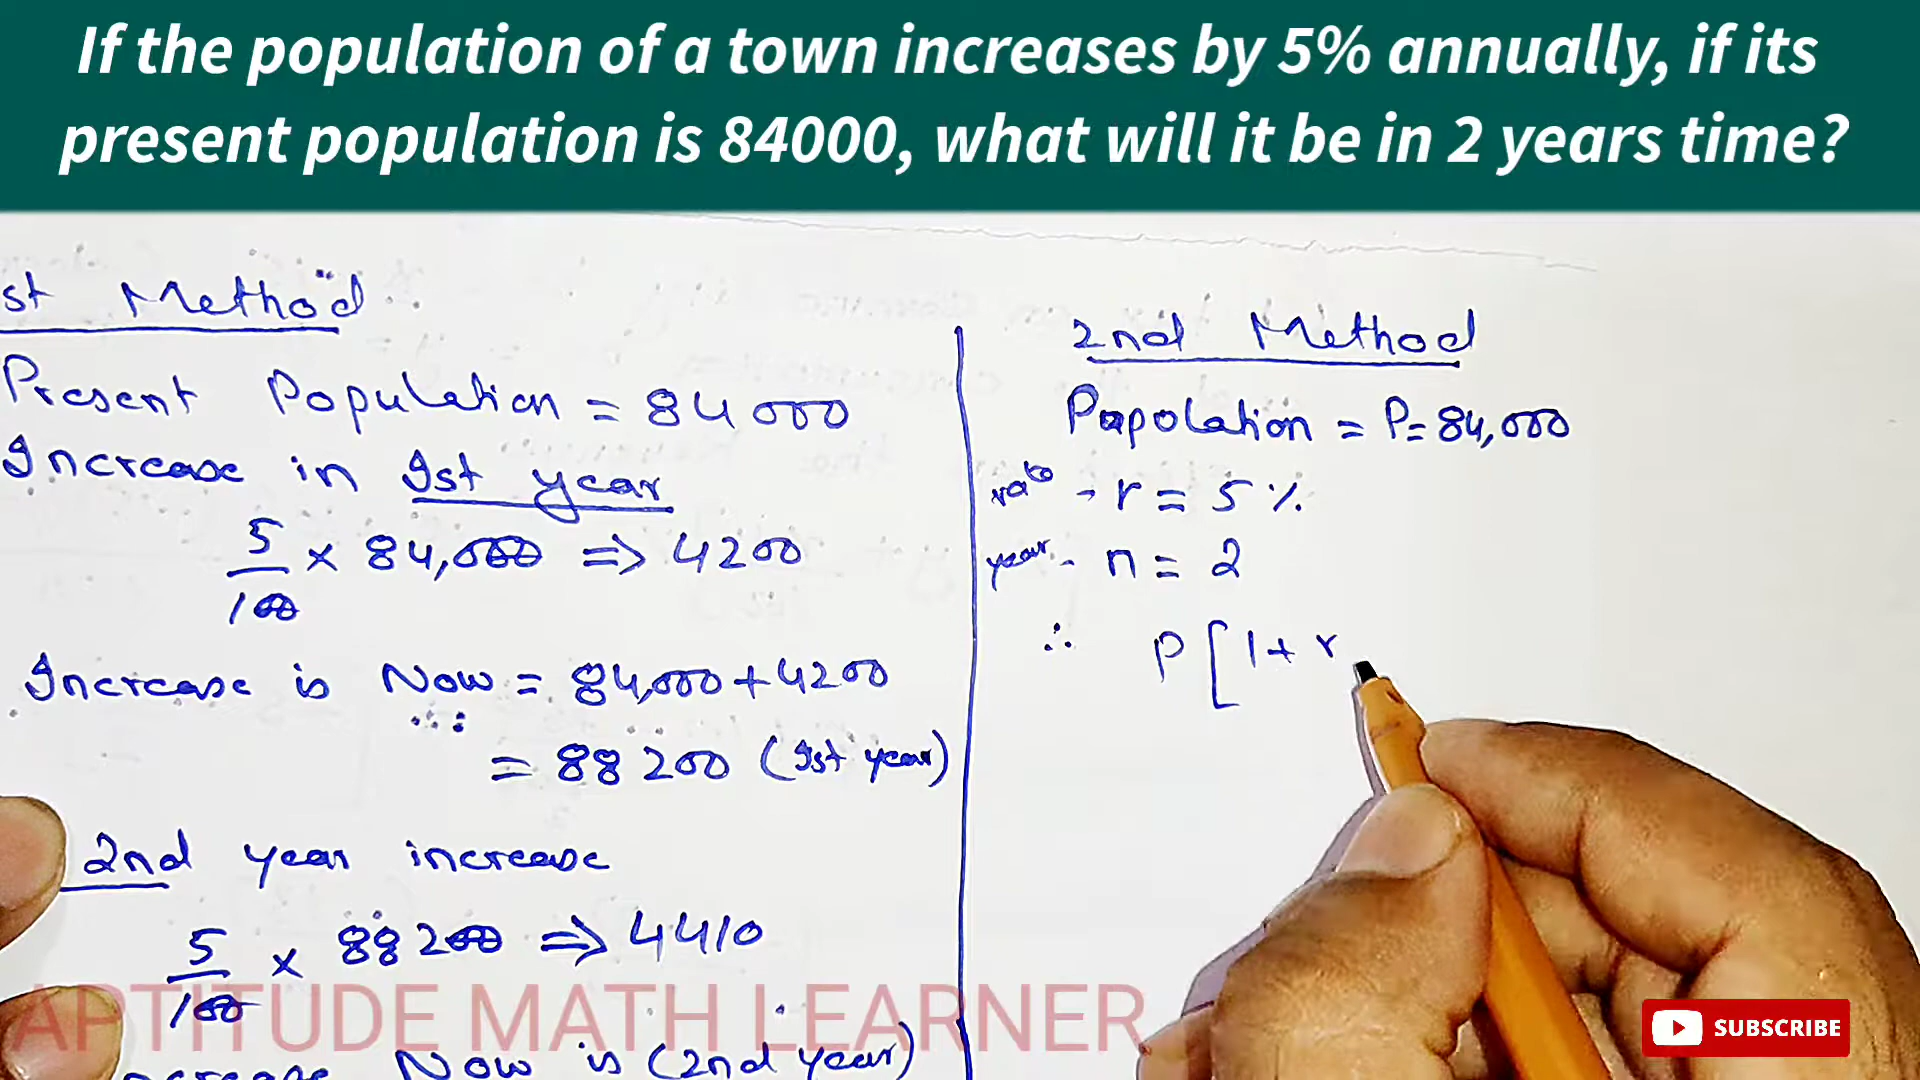 If the population of a town increases by 5% annually, if its
present population is 84000, what will it be in 2 years time?
st Method
Present Population = 84000
Increase in Ist year
5/100 × 84,000 => 4200
Increase is Now = 84,000 + 4200
= 88200 (Ist year)
2nd year increase
5/100 × 88200 => 4410
Now is (2nd year)
2nd Method
Papolation = P = 84,000
rate - r = 5%
year - n = 2
∴ P [1 + r
APTITUDE MATH LEARNER
SUBSCRIBE